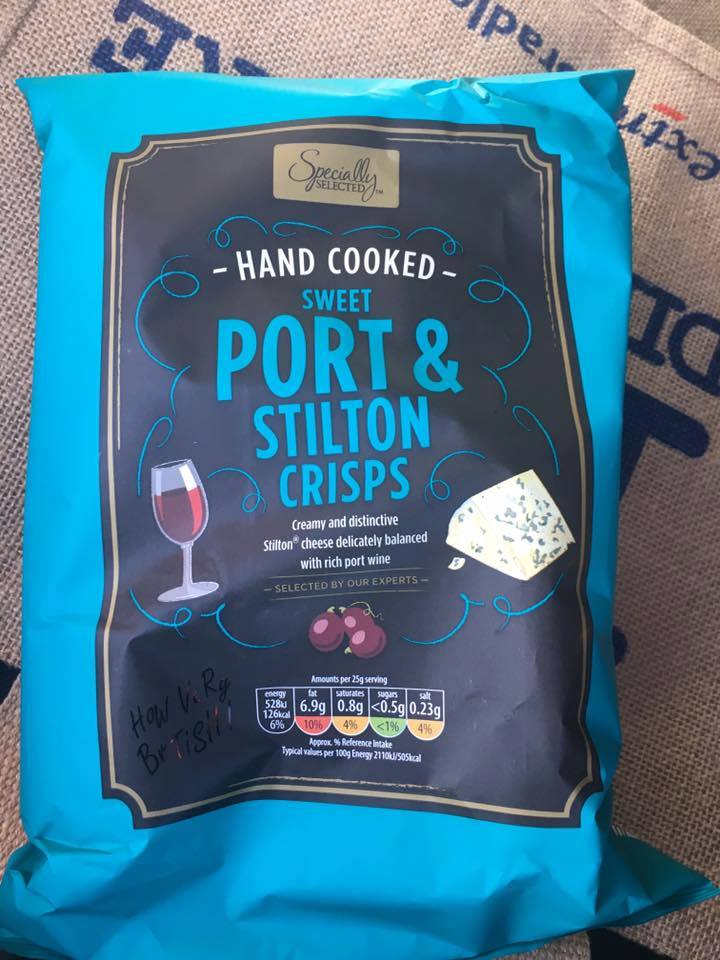 Specially
SELECTED™
- HAND COOKED -
SWEET
PORT &
STILTON
CRISPS
Creamy and distinctive
Stilton® cheese delicately balanced
with rich port wine
— SELECTED BY OUR EXPERTS —
HOW VERy
BriTiSH!
Amounts per 25g serving
energy fat saturates sugars salt
528kJ 6.9g 0.8g <0.5g 0.23g
126kcal
6% 10% 4% <1% 4%
Approx. % Reference Intake
Typical values per 100g Energy 2110kJ/505kcal